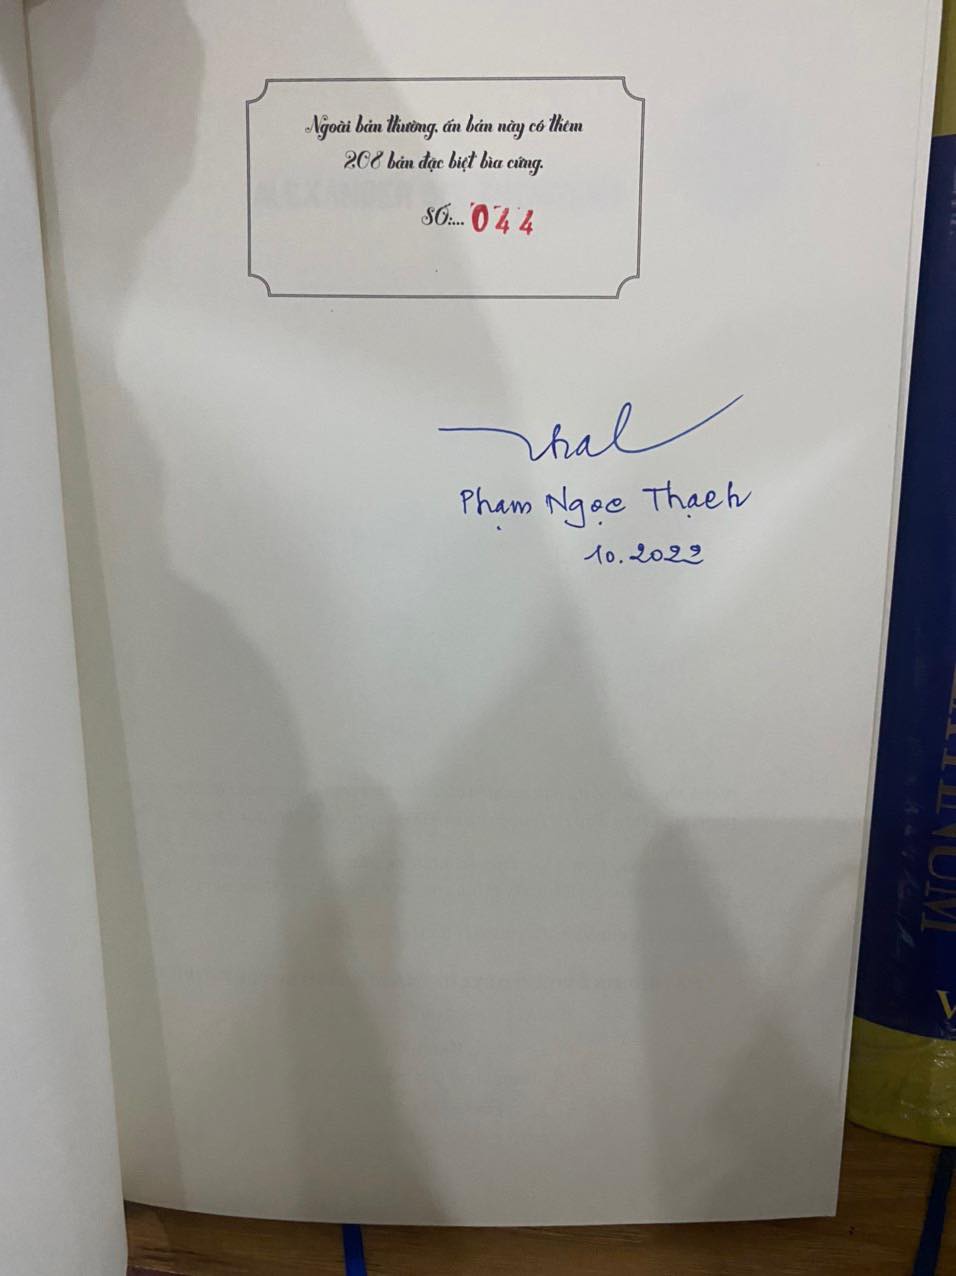 Ngoài bản thường, ấn bản này có thêm
208 bản đặc biệt bìa cứng.
SỐ:... 044
Phạm Ngọc Thạch
10.2022